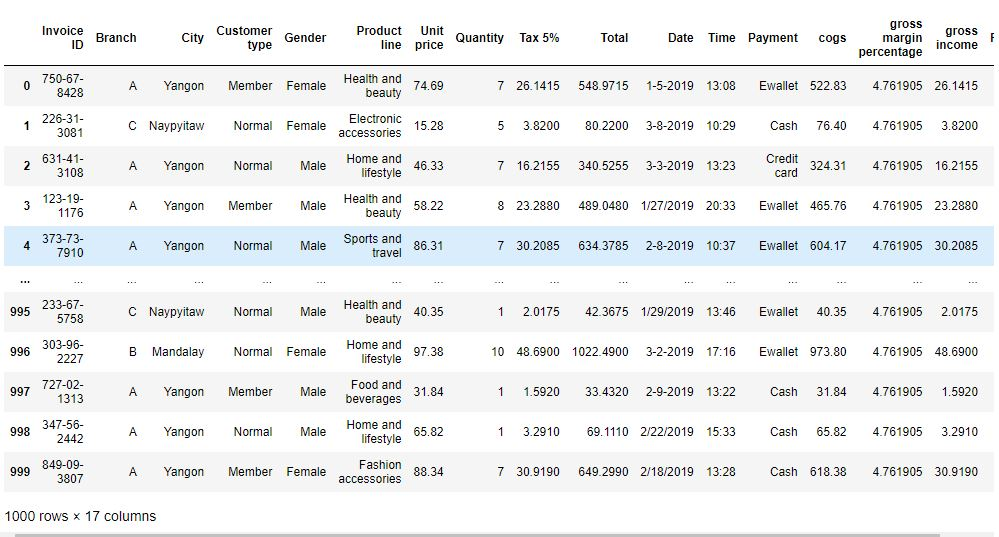 Invoice ID Branch City Customer type Gender Product line Unit price Quantity Tax 5% Total Date Time Payment cogs gross margin percentage gross income
0 750-67-8428 A Yangon Member Female Health and beauty 74.69 7 26.1415 548.9715 1-5-2019 13:08 Ewallet 522.83 4.761905 26.1415
1 226-31-3081 C Naypyitaw Normal Female Electronic accessories 15.28 5 3.8200 80.2200 3-8-2019 10:29 Cash 76.40 4.761905 3.8200
2 631-41-3108 A Yangon Normal Male Home and lifestyle 46.33 7 16.2155 340.5255 3-3-2019 13:23 Credit card 324.31 4.761905 16.2155
3 123-19-1176 A Yangon Member Male Health and beauty 58.22 8 23.2880 489.0480 1/27/2019 20:33 Ewallet 465.76 4.761905 23.2880
4 373-73-7910 A Yangon Normal Male Sports and travel 86.31 7 30.2085 634.3785 2-8-2019 10:37 Ewallet 604.17 4.761905 30.2085
... ... ... ... ... ... ... ... ... ... ... ... ... ... ... ... ...
995 233-67-5758 C Naypyitaw Normal Male Health and beauty 40.35 1 2.0175 42.3675 1/29/2019 13:46 Ewallet 40.35 4.761905 2.0175
996 303-96-2227 B Mandalay Normal Female Home and lifestyle 97.38 10 48.6900 1022.4900 3-2-2019 17:16 Ewallet 973.80 4.761905 48.6900
997 727-02-1313 A Yangon Member Male Food and beverages 31.84 1 1.5920 33.4320 2-9-2019 13:22 Cash 31.84 4.761905 1.5920
998 347-56-2442 A Yangon Normal Male Home and lifestyle 65.82 1 3.2910 69.1110 2/22/2019 15:33 Cash 65.82 4.761905 3.2910
999 849-09-3807 A Yangon Member Female Fashion accessories 88.34 7 30.9190 649.2990 2/18/2019 13:28 Cash 618.38 4.761905 30.9190
1000 rows × 17 columns